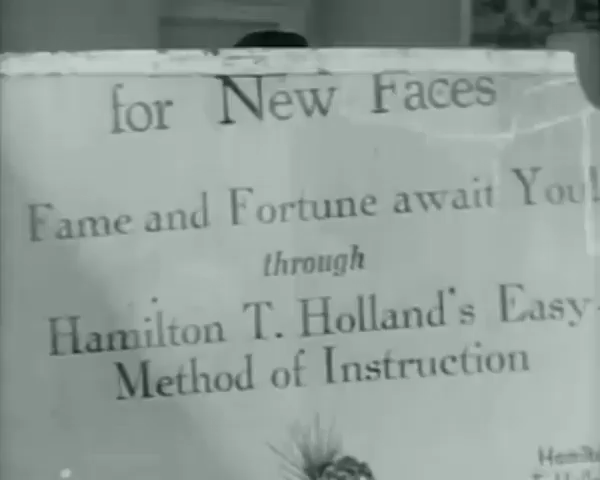 for New Faces
Fame and Fortune await You!
through
Hamilton T. Holland's Easy
Method of Instruction